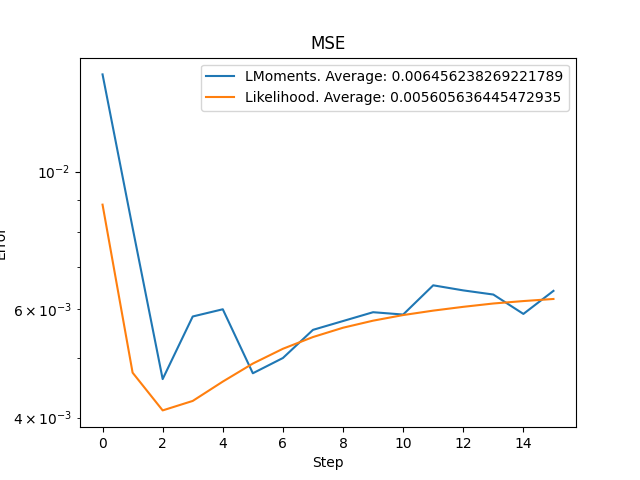 MSE
LMoments. Average: 0.006456238269221789
Likelihood. Average: 0.005605636445472935
10⁻²
6 × 10⁻³
4 × 10⁻³
Error
0 2 4 6 8 10 12 14
Step